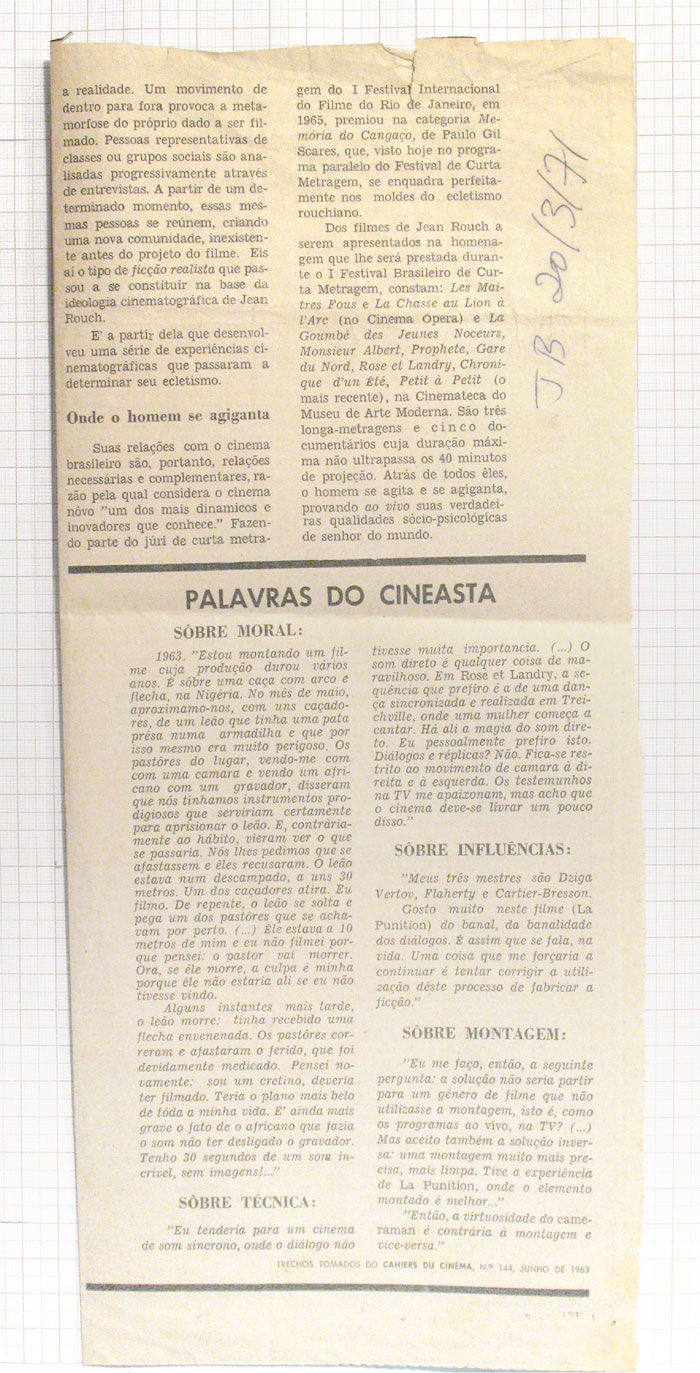 a realidade. Um movimento de
dentro para fora provoca a meta-
morfose do próprio dado a ser fil-
mado. Pessoas representativas de
classes ou grupos sociais são ana-
lisadas progressivamente através
de entrevistas. A partir de um de-
terminado momento, essas mes-
mas pessoas se reúnem, criando
uma nova comunidade, inexisten-
te antes do projeto do filme. Eis
ai o tipo de ficção realista que pas-
sou a se constituir na base da
ideologia cinematográfica de Jean
Rouch.
E' a partir dela que desenvol-
veu uma série de experiências ci-
nematográficas que passaram a
determinar seu ecletismo.
Onde o homem se agiganta
Suas relações com o cinema
brasileiro são, portanto, relações
necessárias e complementares, ra-
zão pela qual considera o cinema
nôvo "um dos mais dinamicos e
inovadores que conhece." Fazen-
do parte do júri de curta metra-
gem do I Festival Internacional
do Filme do Rio de Janeiro, em
1965, premiou na categoria Me-
mória do Cangaço, de Paulo Gil
Soares, que, visto hoje no progra-
ma paralelo do Festival de Curta
Metragem, se enquadra perfeita-
mente nos moldes do ecletismo
rouchiano.
Dos filmes de Jean Rouch a
serem apresentados na homena-
gem que lhe será prestada duran-
te o I Festival Brasileiro de Cur-
ta Metragem, constam: Les Mai-
tres Fous e La Chasse au Lion à
l'Arc (no Cinema Opera) e La
Goumbé des Jeunes Noceurs,
Monsieur Albert, Prophete, Gare
du Nord, Rose et Landry, Chroni-
que d'un Été, Petit à Petit (o
mais recente), na Cinemateca do
Museu de Arte Moderna. São três
longa-metragens e cinco do-
cumentários cuja duração máxi-
ma não ultrapassa os 40 minutos
de projeção. Atrás de todos êles,
o homem se agita e se agiganta,
provando ao vivo suas verdadei-
ras qualidades sócio-psicológicas
de senhor do mundo.
JB 20/3/71
PALAVRAS DO CINEASTA
SÔBRE MORAL:
1963. "Estou montando um fil-
me cuja produção durou vários
anos. É sôbre uma caça com arco e
flecha, na Nigéria. No mês de maio,
aproximamo-nos, com uns caçado-
res, de um leão que tinha uma pata
prêsa numa armadilha e que por
isso mesmo era muito perigoso. Os
pastôres do lugar, vendo-me com
com uma camara e vendo um afri-
cano com um gravador, disseram
que nós tínhamos instrumentos pro-
digiosos que serviriam certamente
para aprisionar o leão. E, contrària-
mente ao hábito, vieram ver o que
se passaria. Nós lhes pedimos que se
afastassem e êles recusaram. O leão
estava num descampado, a uns 30
metros. Um dos caçadores atira. Eu
filmo. De repente, o leão se solta e
pega um dos pastôres que se acha-
vam por perto. (...) Êle estava a 10
metros de mim e eu não filmei por-
que pensei: o pastor vai morrer.
Ora, se êle morre, a culpa é minha
porque êle não estaria ali se eu não
tivesse vindo.
Alguns instantes mais tarde,
o leão morre: tinha recebido uma
flecha envenenada. Os pastôres cor-
reram e afastaram o ferido, que foi
devidamente medicado. Pensei no-
vamente: sou um cretino, deveria
ter filmado. Teria o plano mais belo
de tôda a minha vida. E' ainda mais
grave o fato de o africano que fazia
o som não ter desligado o gravador.
Tenho 30 segundos de um som in-
crível, sem imagens!..."
SÔBRE TÉCNICA:
"Eu tenderia para um cinema
de som síncrono, onde o diálogo não
tivesse muita importancia. (...) O
som direto é qualquer coisa de ma-
ravilhoso. Em Rose et Landry, a se-
quência que prefiro é a de uma dan-
ça sincronizada e realizada em Trei-
chville, onde uma mulher começa a
cantar. Há ali a magia do som dire-
to. Eu pessoalmente prefiro isto.
Diálogos e réplicas? Não. Fica-se res-
trito ao movimento de camara à di-
reita e à esquerda. Os testemunhos
na TV me apaixonam, mas acho que
o cinema deve-se livrar um pouco
disso."
SÔBRE INFLUÊNCIAS:
"Meus três mestres são Dziga
Vertov, Flaherty e Cartier-Bresson.
Gosto muito neste filme (La
Punition) do banal, da banalidade
dos diálogos. É assim que se fala, na
vida. Uma coisa que me forçaria a
continuar é tentar corrigir a utili-
zação dêste processo de fabricar a
ficção."
SÔBRE MONTAGEM:
"Eu me faço, então, a seguinte
pergunta: a solução não seria partir
para um gênero de filme que não
utilizasse a montagem, isto é, como
os programas ao vivo, na TV? (...)
Mas aceito também a solução inver-
sa: uma montagem muito mais pre-
cisa, mais limpa. Tive a experiência
de La Punition, onde o elemento
montado é melhor..."
"Então, a virtuosidade do came-
raman é contrária à montagem e
vice-versa."
TRECHOS TOMADOS DO CAHIERS DU CINÉMA, N.º 144, JUNHO DE 1963